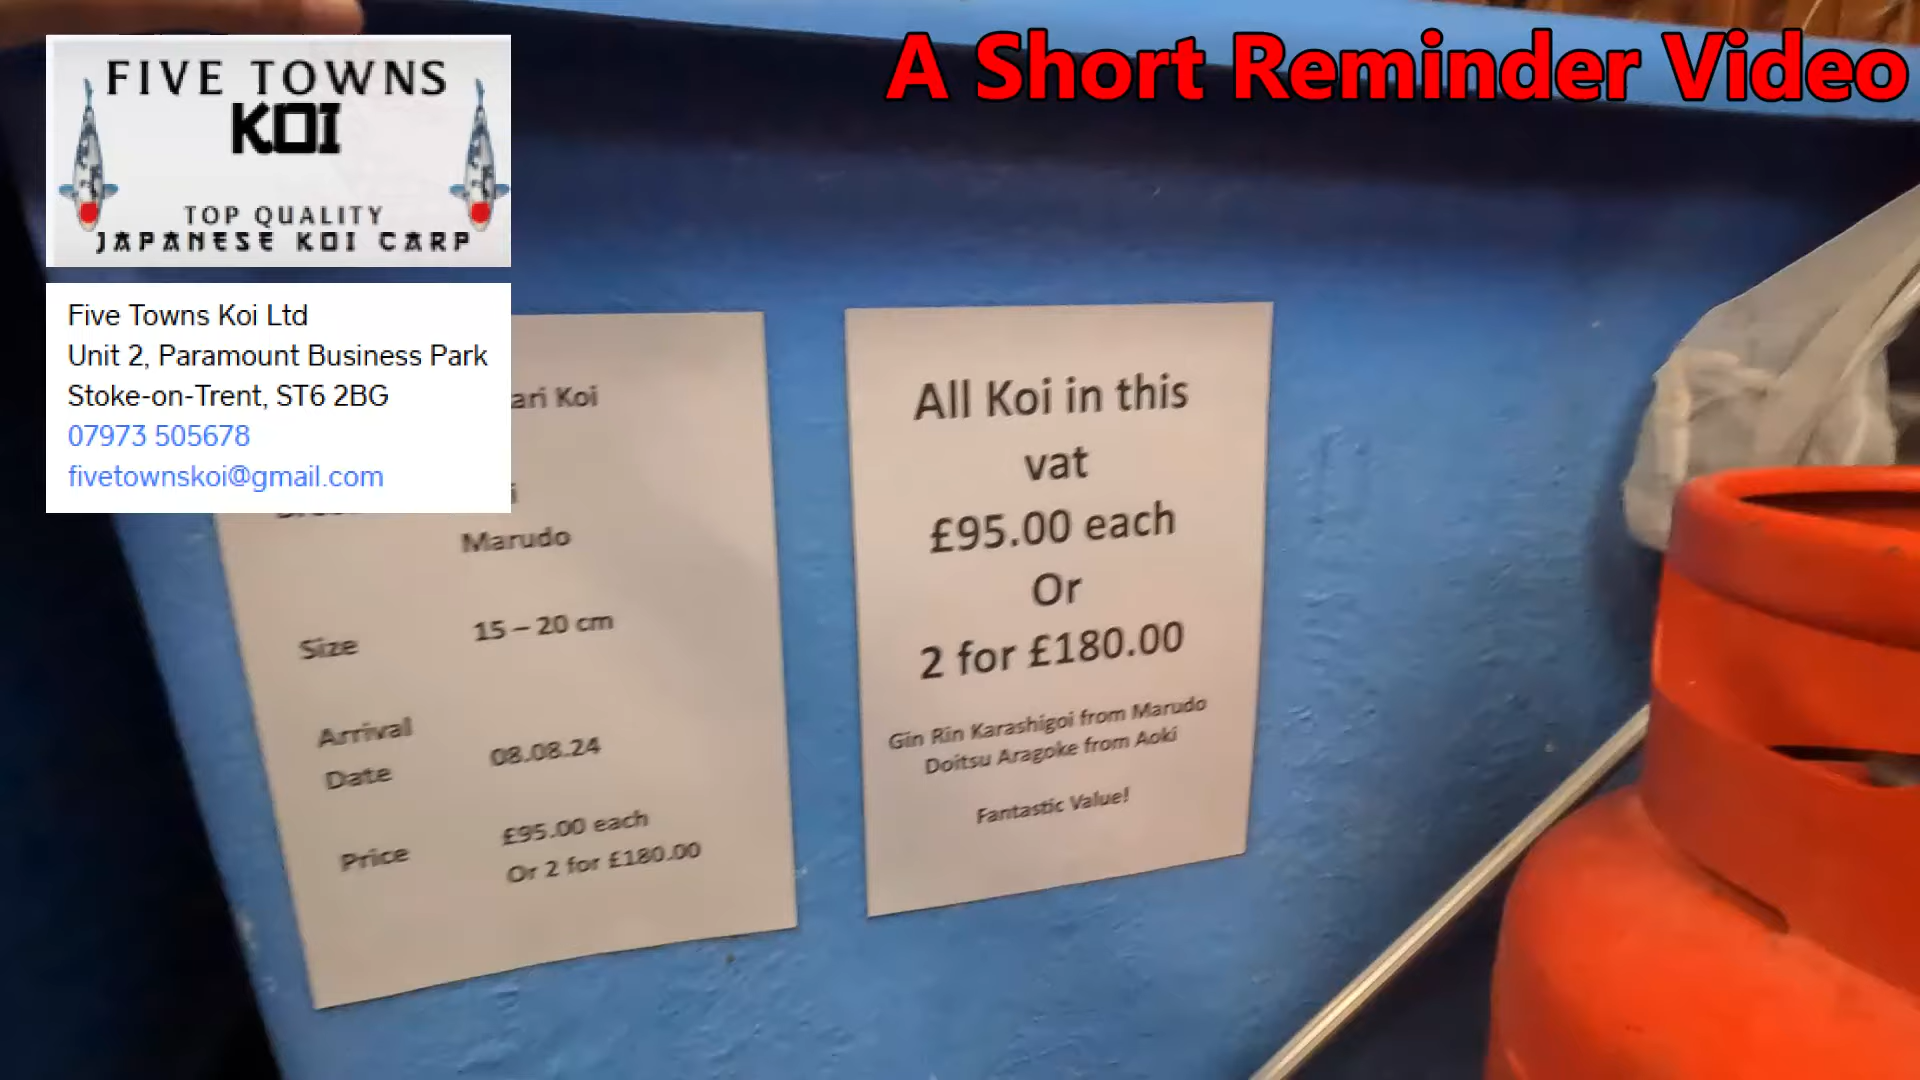 A Short Reminder Video
FIVE TOWNS
KOI
TOP QUALITY
JAPANESE KOI CARP
Five Towns Koi Ltd
Unit 2, Paramount Business Park
Stoke-on-Trent, ST6 2BG
07973 505678
fivetownskoi@gmail.com
Koi
Marudo
Size 15 – 20 cm
Arrival
Date 08.08.24
Price £95.00 each
Or 2 for £180.00
All Koi in this
vat
£95.00 each
Or
2 for £180.00
Gin Rin Karashigoi from Marudo
Doitsu Aragoke from Aoki
Fantastic Value!